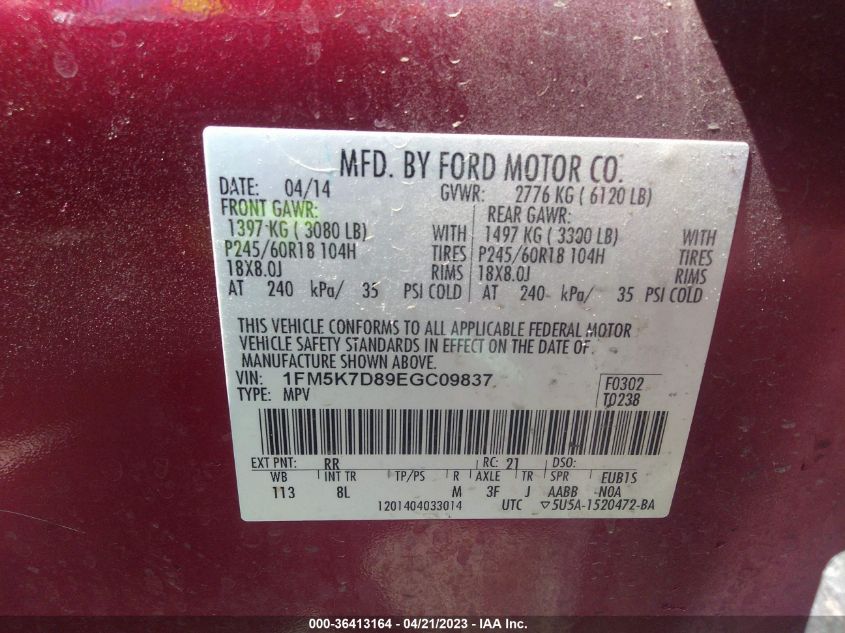 MFD. BY FORD MOTOR CO.
DATE: 04/14 GVWR: 2776 KG ( 6120 LB)
FRONT GAWR: REAR GAWR:
1397 KG ( 3080 LB) WITH 1497 KG ( 3300 LB) WITH
P245/60R18 104H TIRES P245/60R18 104H TIRES
18X8.0J RIMS 18X8.0J RIMS
AT 240 kPa/ 35 PSI COLD AT 240 kPa/ 35 PSI COLD
THIS VEHICLE CONFORMS TO ALL APPLICABLE FEDERAL MOTOR
VEHICLE SAFETY STANDARDS IN EFFECT ON THE DATE OF
MANUFACTURE SHOWN ABOVE.
VIN: 1FM5K7D89EGC09837 F0302
TYPE: MPV T0238
EXT PNT: RR RC: 21 DSO:
WB INT TR TP/PS R AXLE TR SPR EUB1S
113 8L M 3F J AABB N0A
1201404033014 UTC ▽5U5A-1520472-BA
000-36413164 - 04/21/2023 - IAA Inc.